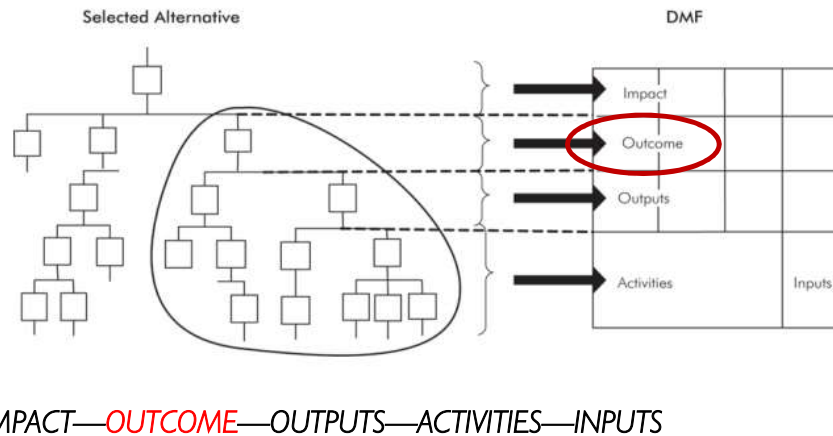 Selected Alternative
DMF
Impact
Outcome
Outputs
Activities
Inputs
MPACT—OUTCOME—OUTPUTS—ACTIVITIES—INPUTS